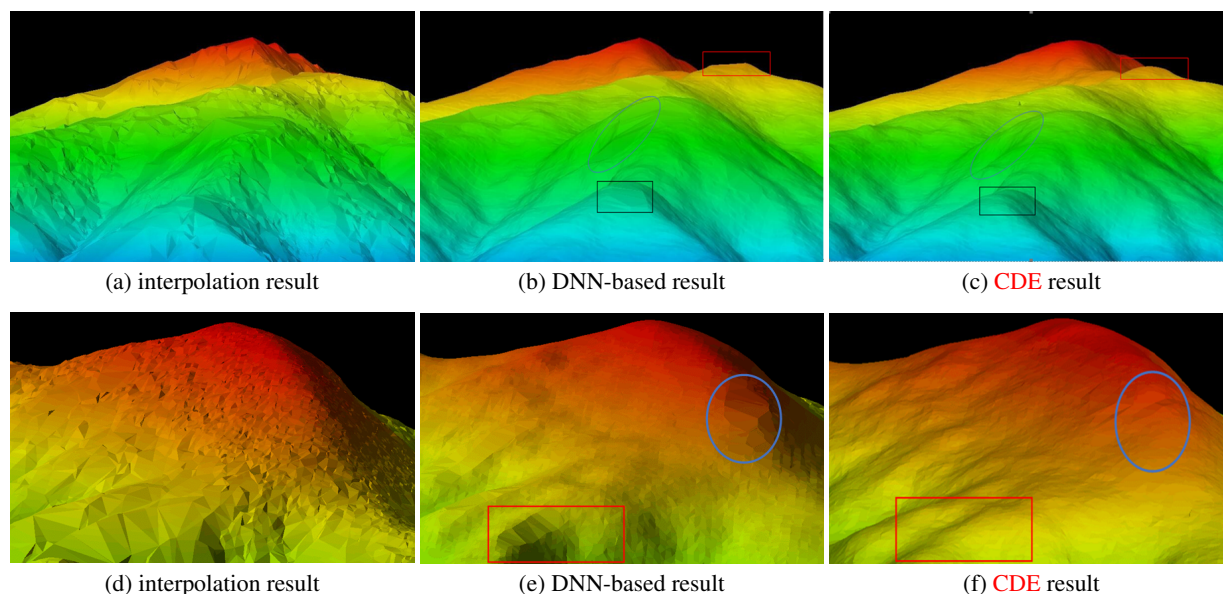 (a) interpolation result
(b) DNN-based result
(c) CDE result
(d) interpolation result
(e) DNN-based result
(f) CDE result